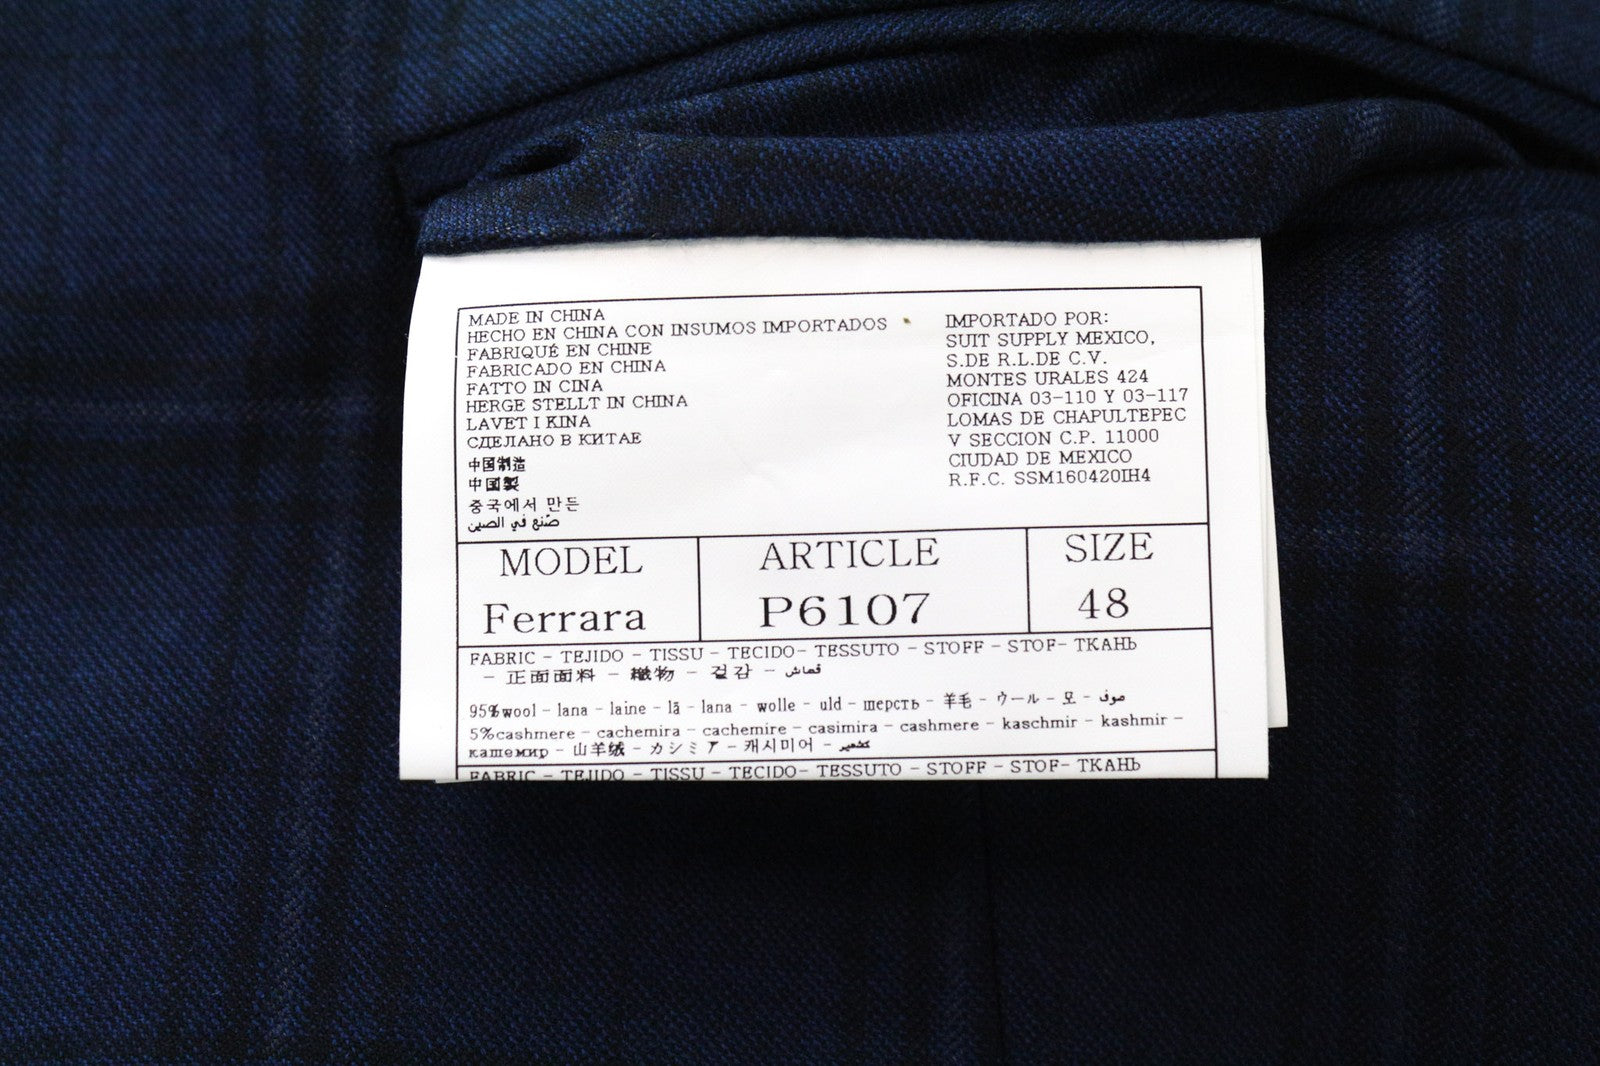 MADE IN CHINA
HECHO EN CHINA CON INSUMOS IMPORTADOS
FABRIQUÉ EN CHINE
FABRICADO EN CHINA
FATTO IN CINA
HERGE STELLT IN CHINA
LAVET I KINA
СДЕЛАНО В КИТАЕ
中国制造
中国製
중국에서 만든
صُنع في الصين
IMPORTADO POR:
SUIT SUPPLY MEXICO,
S.DE R.L.DE C.V.
MONTES URALES 424
OFICINA 03-110 Y 03-117
LOMAS DE CHAPULTEPEC
V SECCION C.P. 11000
CIUDAD DE MEXICO
R.F.C. SSM160420IH4
MODEL
Ferrara
ARTICLE
P6107
SIZE
48
FABRIC - TEJIDO - TISSU - TECIDO- TESSUTO - STOFF - STOF- ТКАНЬ
- 正面面料 - 織物 - 겉감 - قماش
95%wool - lana - laine - lã - lana - wolle - uld - шерсть - 羊毛 - ウール - 모 - صوف
5%cashmere - cachemira - cachemire - casimira - cashmere - kaschmir - kashmir -
кашемир - 山羊绒 - カシミア - 캐시미어 - كشمير
FABRIC - TEJIDO - TISSU - TECIDO- TESSUTO - STOFF - STOF- ТКАНЬ